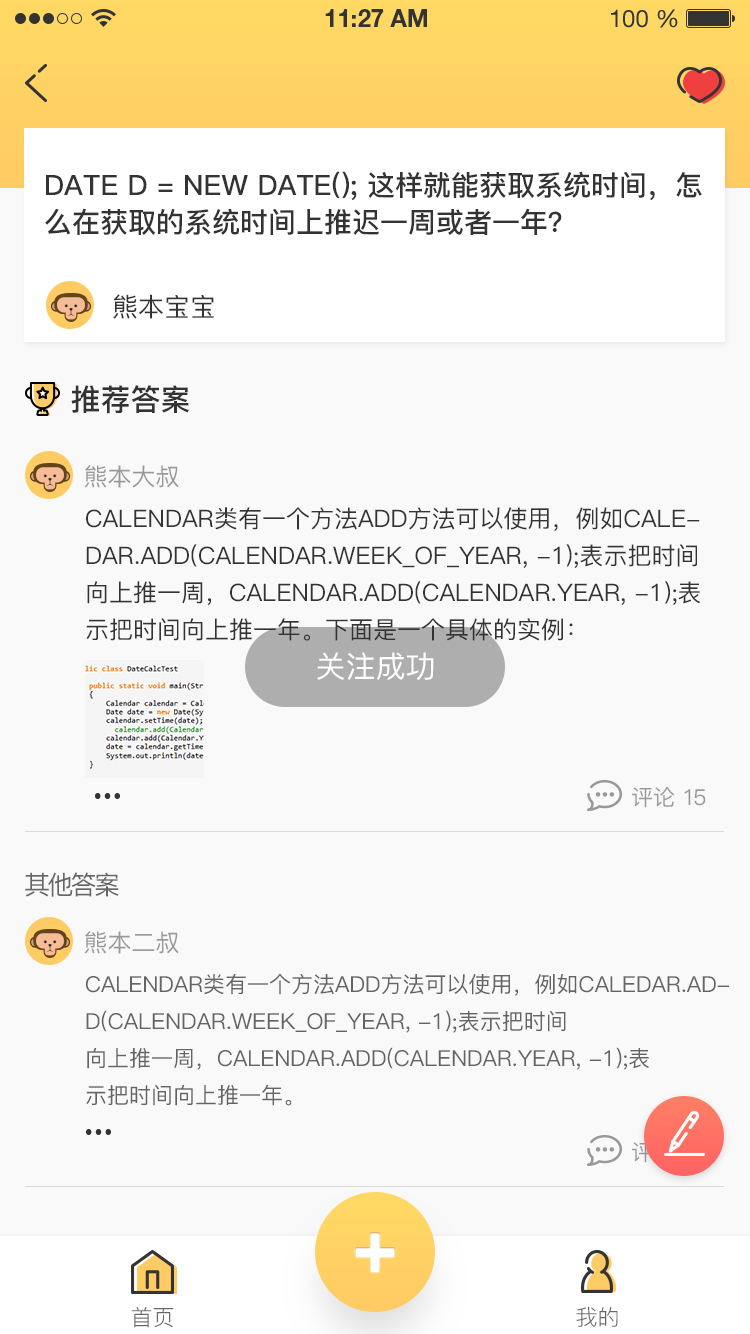 11:27 AM
100 %
DATE D = NEW DATE(); 这样就能获取系统时间，怎
么在获取的系统时间上推迟一周或者一年?
熊本宝宝
推荐答案
熊本大叔
CALENDAR类有一个方法ADD方法可以使用，例如CALE-
DAR.ADD(CALENDAR.WEEK_OF_YEAR, -1);表示把时间
向上推一周，CALENDAR.ADD(CALENDAR.YEAR, -1);表
示把时间向上推一年。下面是一个具体的实例：
关注成功
lic class DateCalcTest
public static void main(Str
{
Calendar calendar = Cal
Date date = new Date(Sy
calendar.setTime(date);
calendar.add(Calendar
calendar.add(Calendar.Y
date = calendar.getTime
System.out.println(date
}
•••
评论 15
其他答案
熊本二叔
CALENDAR类有一个方法ADD方法可以使用，例如CALEDAR.AD-
D(CALENDAR.WEEK_OF_YEAR, -1);表示把时间
向上推一周，CALENDAR.ADD(CALENDAR.YEAR, -1);表
示把时间向上推一年。
•••
首页
我的